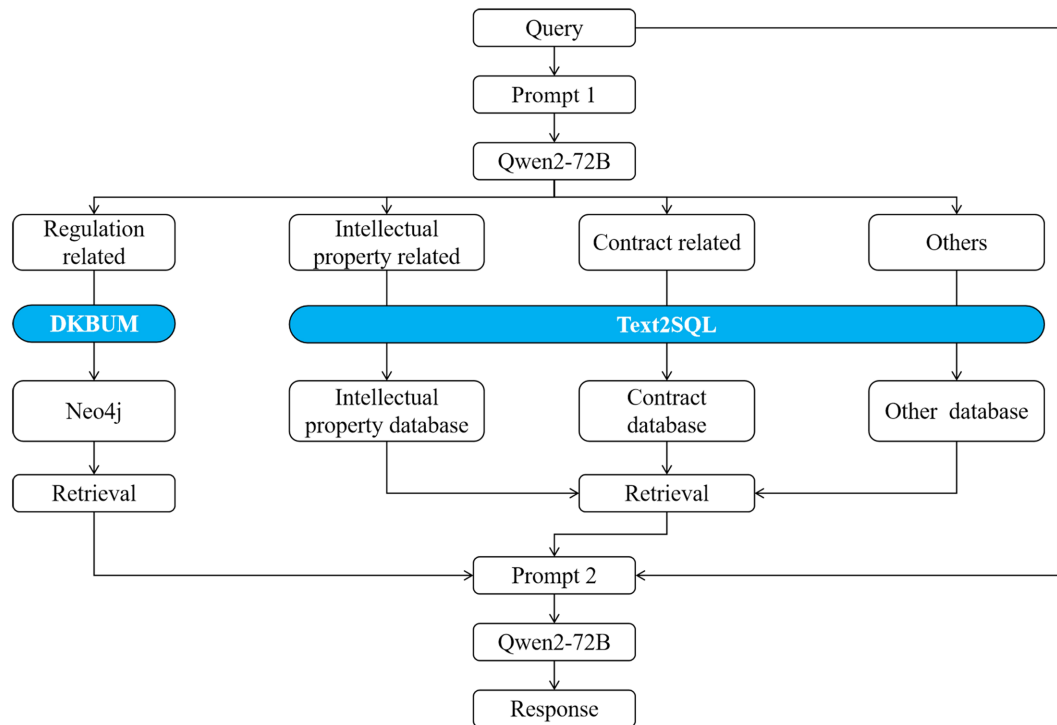 Query
Prompt 1
Qwen2-72B
Regulation
related
Intellectual
property related
Contract related
Others
DKBUM
Text2SQL
Neo4j
Intellectual
property database
Contract
database
Other database
Retrieval
Retrieval
Prompt 2
Qwen2-72B
Response